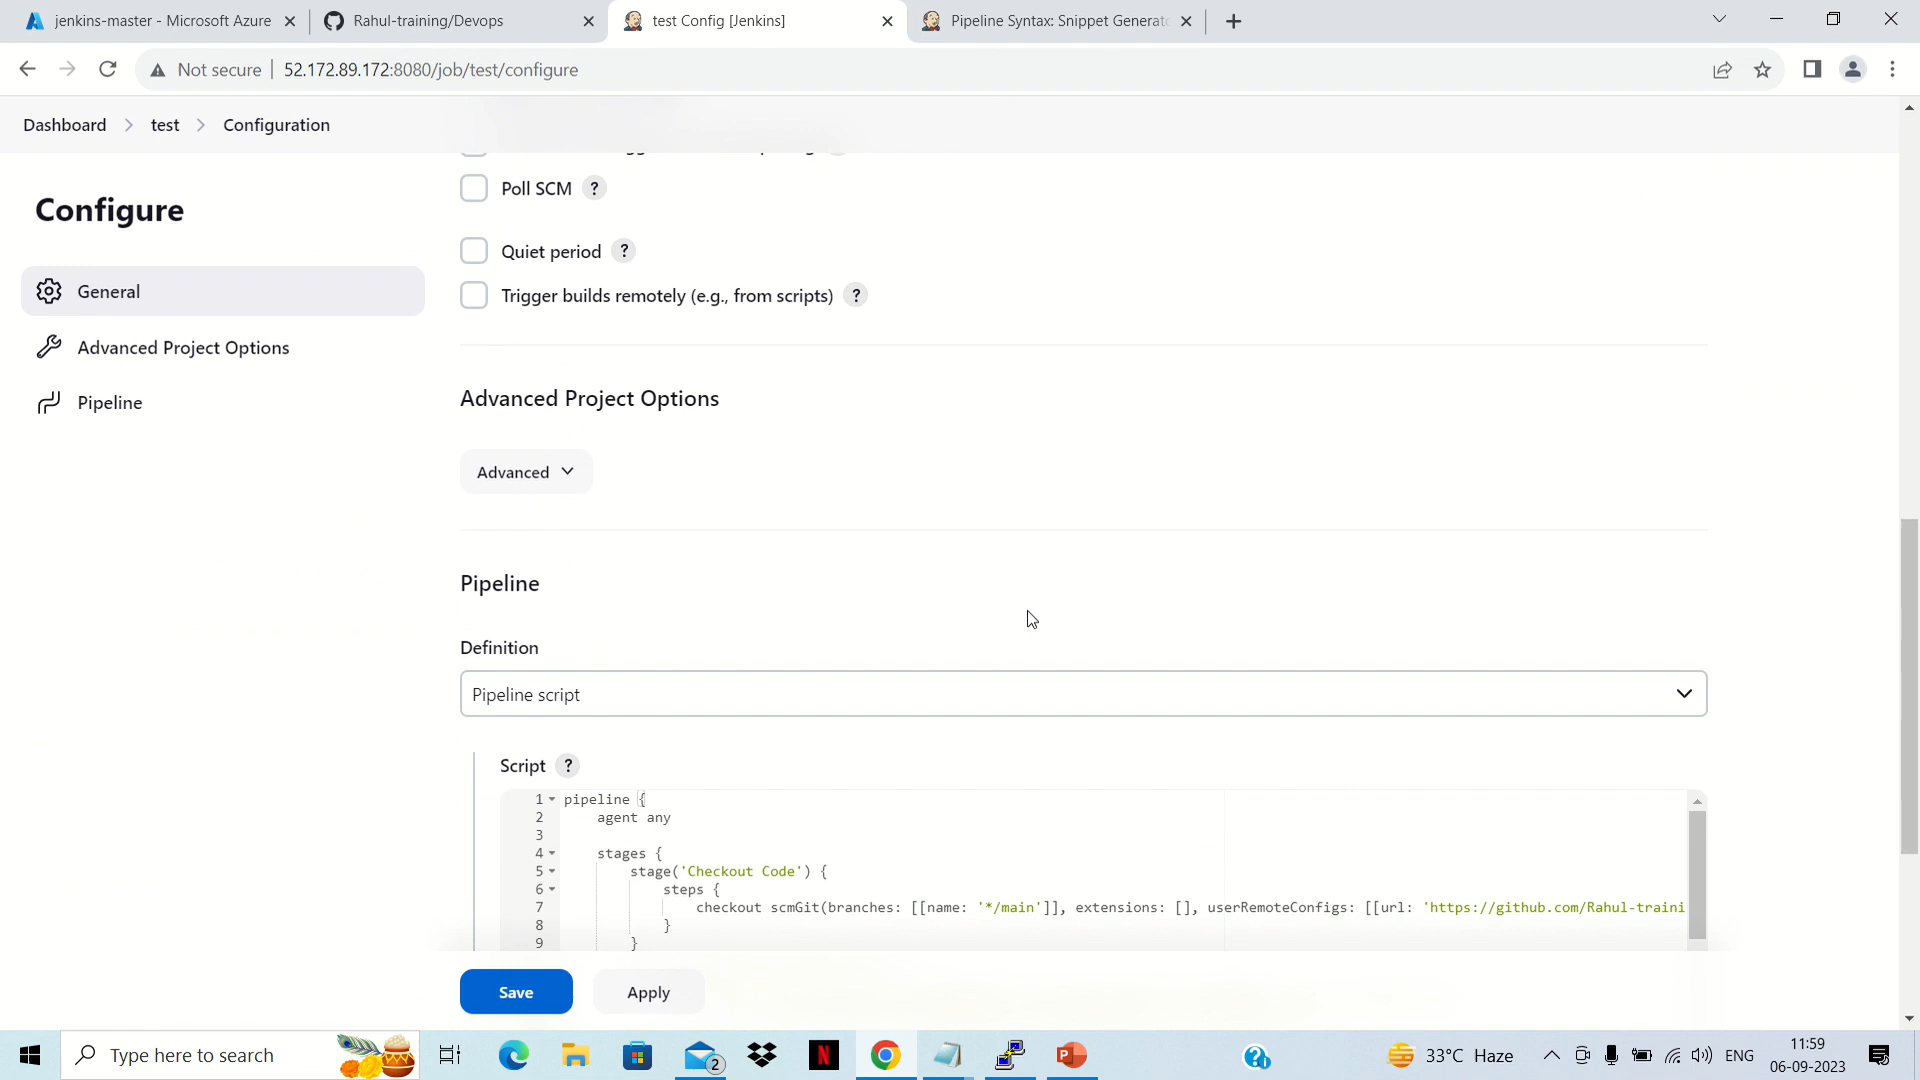 jenkins-master - Microsoft Azure
Rahul-training/Devops
test Config [Jenkins]
Pipeline Syntax: Snippet Generat
Not secure
52.172.89.172:8080/job/test/configure
Dashboard
test
Configuration
Configure
General
Advanced Project Options
Pipeline
Poll SCM ?
Quiet period ?
Trigger builds remotely (e.g., from scripts) ?
Advanced Project Options
Advanced
Pipeline
Definition
Pipeline script
Script ?
1 pipeline {
2 agent any
3
4 stages {
5 stage('Checkout Code') {
6 steps {
7 checkout scmGit(branches: [[name: '*/main']], extensions: [], userRemoteConfigs: [[url: 'https://github.com/Rahul-traini
8 }
9 }
Save
Apply
Type here to search
2
N
33°C Haze
ENG
11:59
06-09-2023